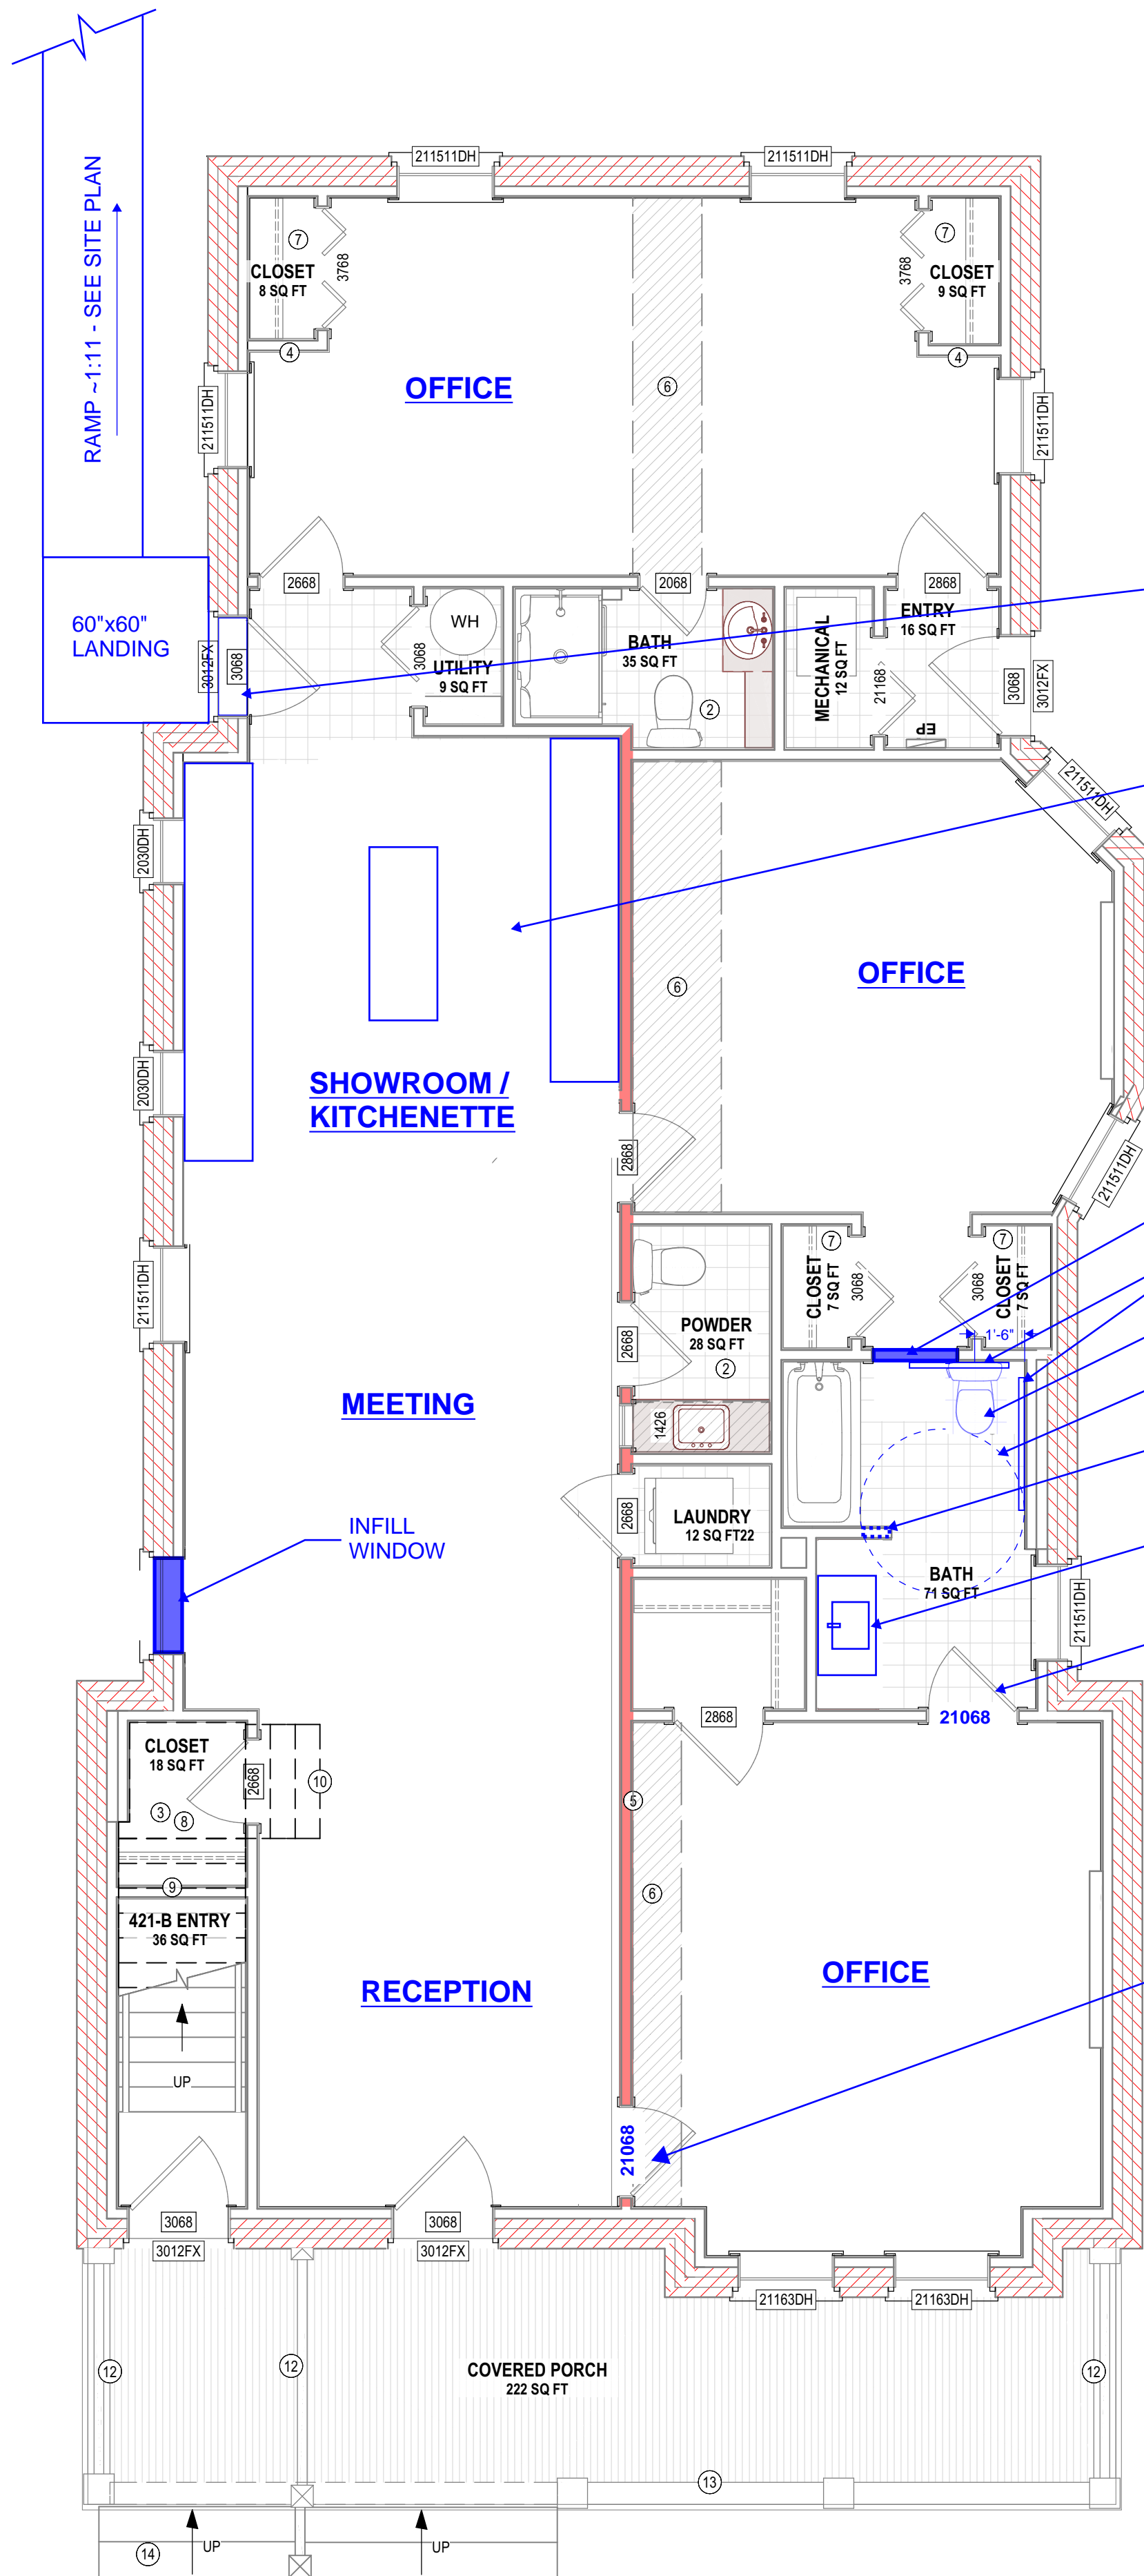 211511DH
211511DH
RAMP ~1:11 - SEE SITE PLAN
7
CLOSET
8 SQ FT
3768
3768
7
CLOSET
9 SQ FT
4
4
OFFICE
6
211511DH
211511DH
2668
2068
2868
60"x60"
LANDING
3012FX
3068
3068
WH
UTILITY
9 SQ FT
BATH
35 SQ FT
2
MECHANICAL
12 SQ FT
21168
ENTRY
16 SQ FT
EP
3068
3012FX
211511DH
2030DH
6
OFFICE
2030DH
SHOWROOM /
KITCHENETTE
2868
211511DH
211511DH
7
CLOSET
7 SQ FT
3068
3068
7
CLOSET
7 SQ FT
1'-6"
2668
POWDER
28 SQ FT
2
MEETING
1426
2668
LAUNDRY
12 SQ FT22
INFILL
WINDOW
BATH
71 SQ FT
211511DH
2868
21068
CLOSET
18 SQ FT
2668
10
3
8
5
9
6
421-B ENTRY
36 SQ FT
RECEPTION
OFFICE
UP
21068
3068
3012FX
3068
3012FX
21163DH
21163DH
12
12
COVERED PORCH
222 SQ FT
12
13
UP
UP
14